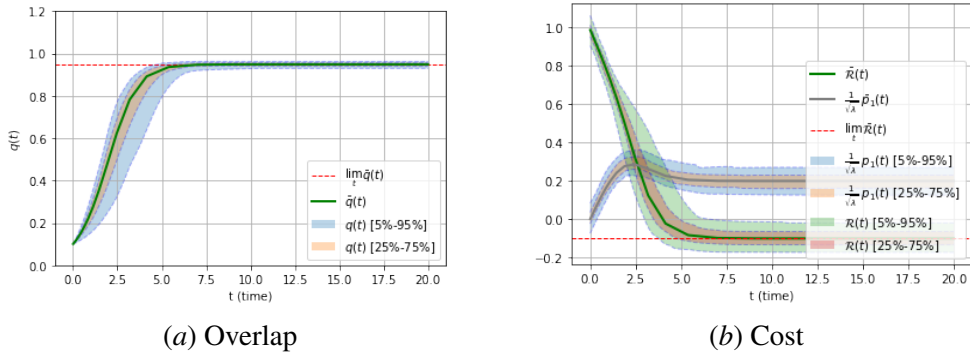 1.2
1.0
0.8
0.6
0.4
0.2
0.0
q(t)
0.0 2.5 5.0 7.5 10.0 12.5 15.0 17.5 20.0
t (time)
lim q̄(t)
t
q̄(t)
q(t) [5%-95%]
q(t) [25%-75%]
(a) Overlap
1.0
0.8
0.6
0.4
0.2
0.0
−0.2
0.0 2.5 5.0 7.5 10.0 12.5 15.0 17.5 20.0
t (time)
ℛ̄(t)
1/√λ p̄₁(t)
lim ℛ̄(t)
t
1/√λ p₁(t) [5%-95%]
1/√λ p₁(t) [25%-75%]
ℛ(t) [5%-95%]
ℛ(t) [25%-75%]
(b) Cost